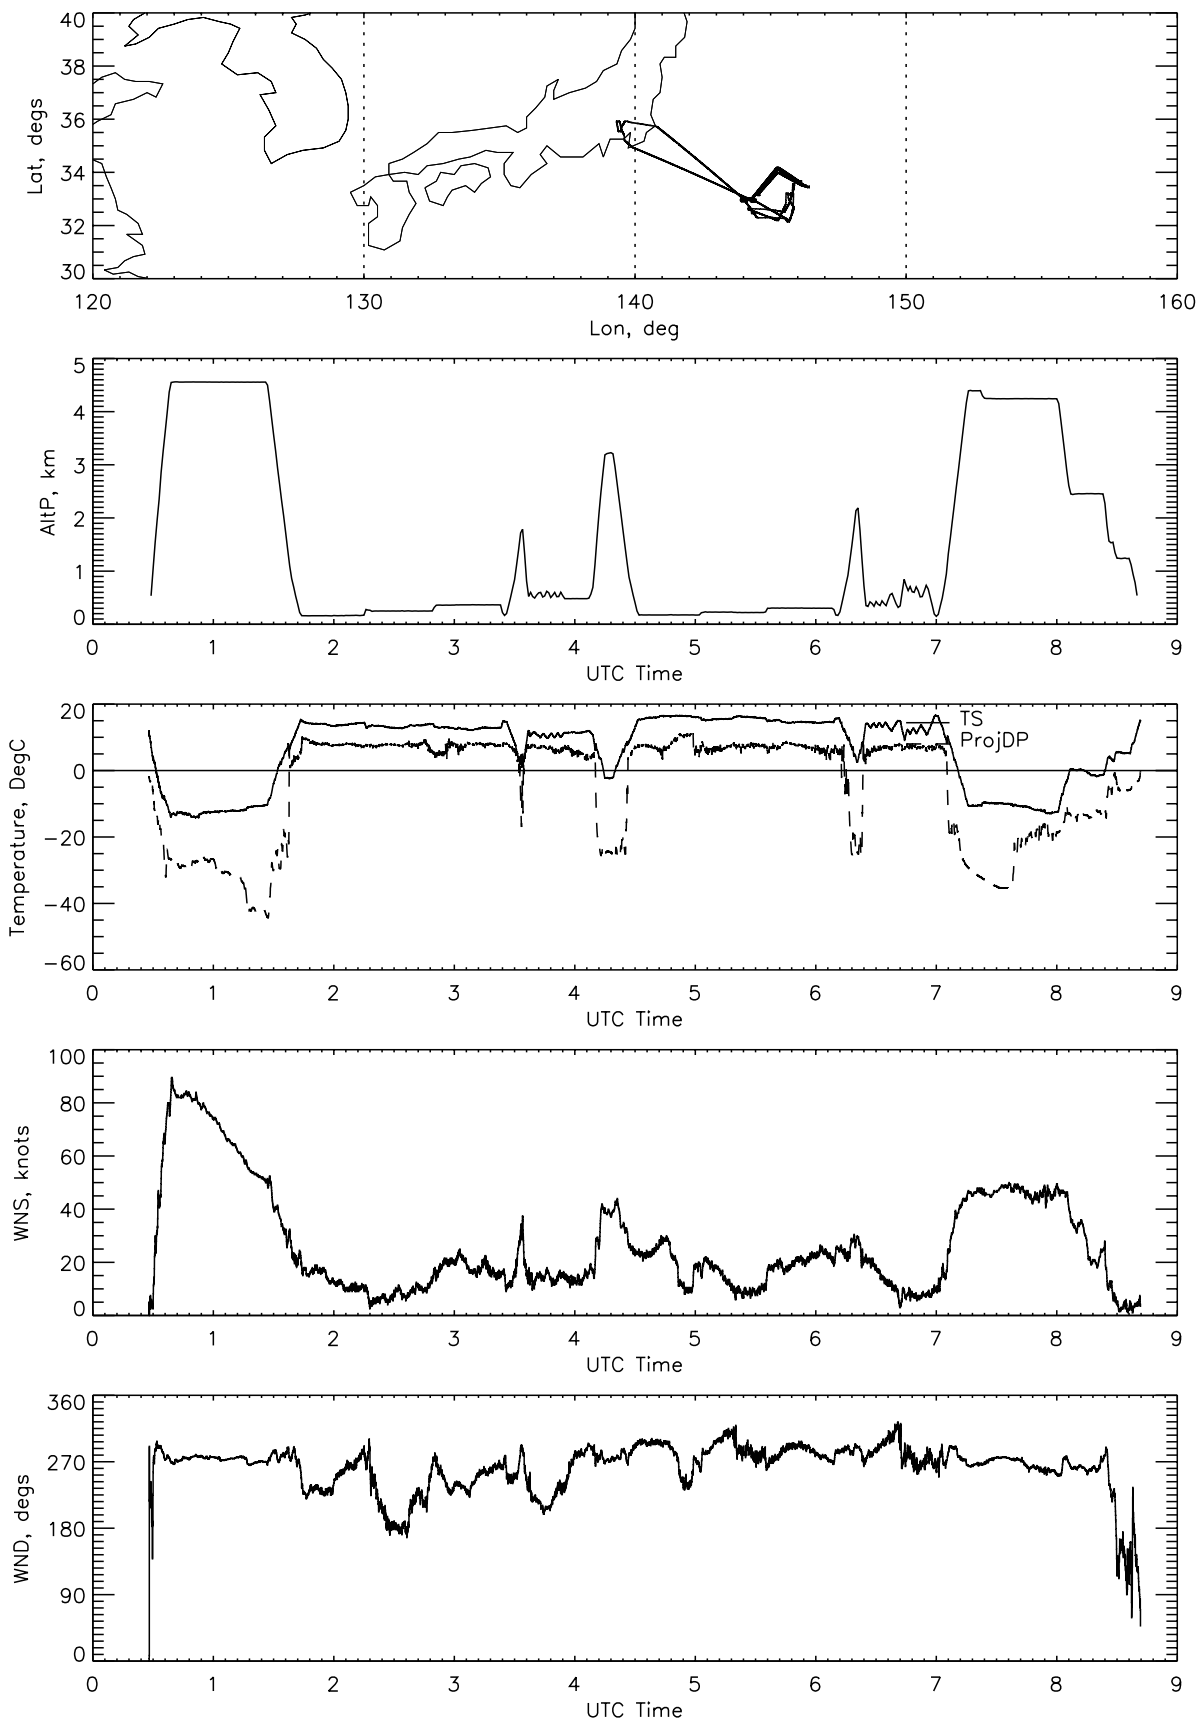 40
38
36
34
32
30
Lat, degs
120 130 140 150 160
Lon, deg
5
4
3
2
1
0
AltP, km
0 1 2 3 4 5 6 7 8 9
UTC Time
20
0
−20
−40
−60
Temperature, DegC
TS
ProjDP
0 1 2 3 4 5 6 7 8 9
UTC Time
100
80
60
40
20
0
WNS, knots
0 1 2 3 4 5 6 7 8 9
UTC Time
360
270
180
90
0
WND, degs
0 1 2 3 4 5 6 7 8 9
UTC Time